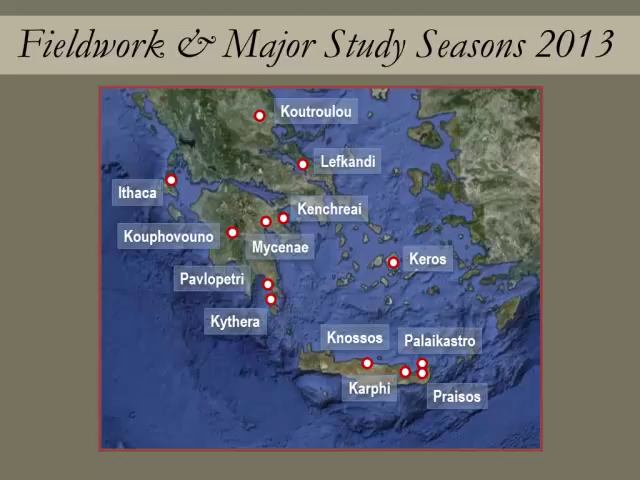 Fieldwork & Major Study Seasons 2013
Koutroulou
Lefkandi
Ithaca
Kenchreai
Kouphovouno
Mycenae
Keros
Pavlopetri
Kythera
Knossos
Palaikastro
Karphi
Praisos